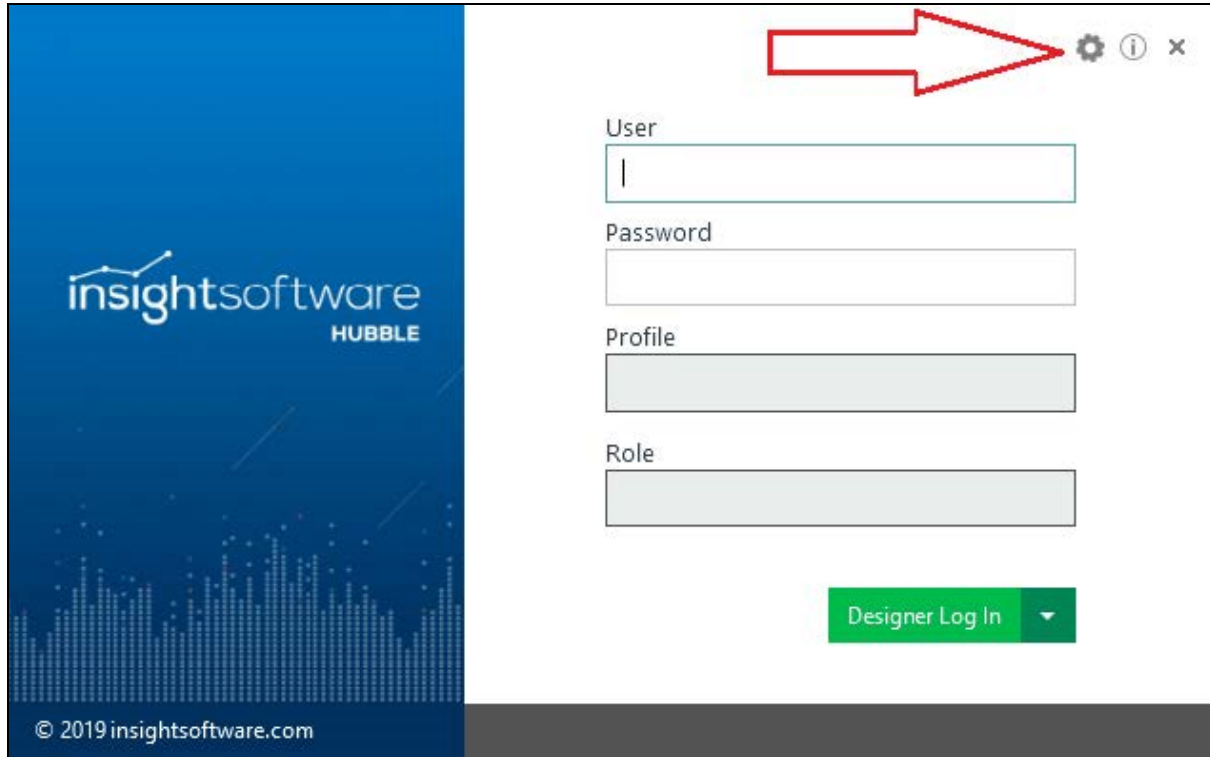 insightsoftware
HUBBLE
© 2019 insightsoftware.com
User
Password
Profile
Role
Designer Log In